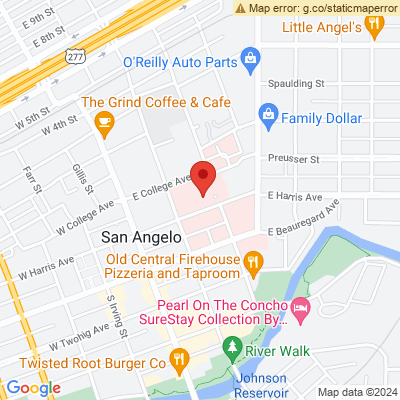 Map error: g.co/staticmaperror
E 9th St
E 8th St
Little Angel's
277
O'Reilly Auto Parts
W 5th St
W 4th St
Spaulding St
The Grind Coffee & Cafe
Family Dollar
Preusser St
Farr St
Gillis St
E College Ave
W College Ave
E Harris Ave
E Beauregard Ave
San Angelo
W Harris Ave
Old Central Firehouse
Pizzeria and Taproom
S Irving St
Pearl On The Concho
SureStay Collection By...
W Twohig Ave
Twisted Root Burger Co
River Walk
Johnson
Reservoir
Google
Map data ©2024